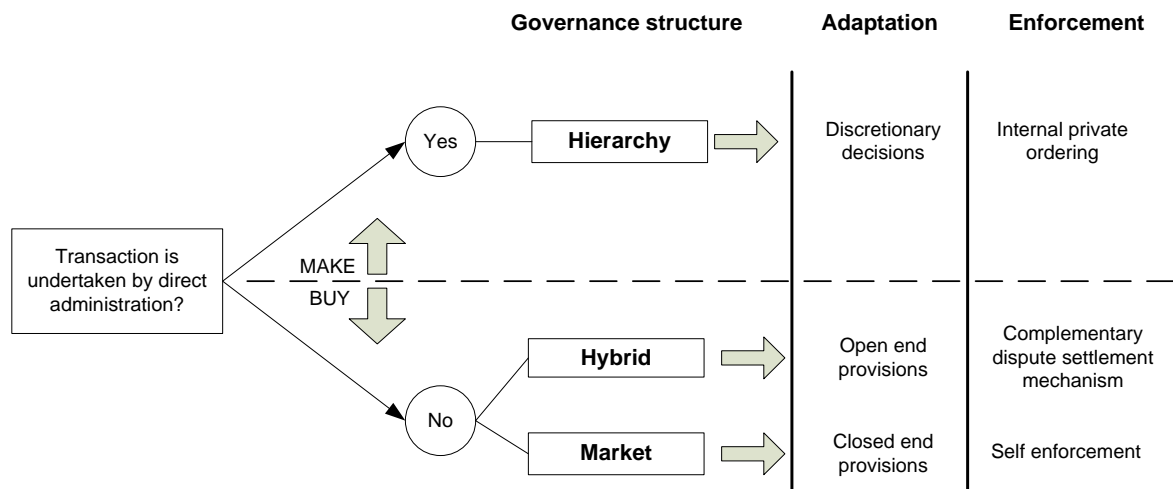 Governance structure
Adaptation
Enforcement
Yes
Hierarchy
Discretionary
decisions
Internal private
ordering
Transaction is
undertaken by direct
administration?
MAKE
BUY
Hybrid
Open end
provisions
Complementary
dispute settlement
mechanism
No
Market
Closed end
provisions
Self enforcement